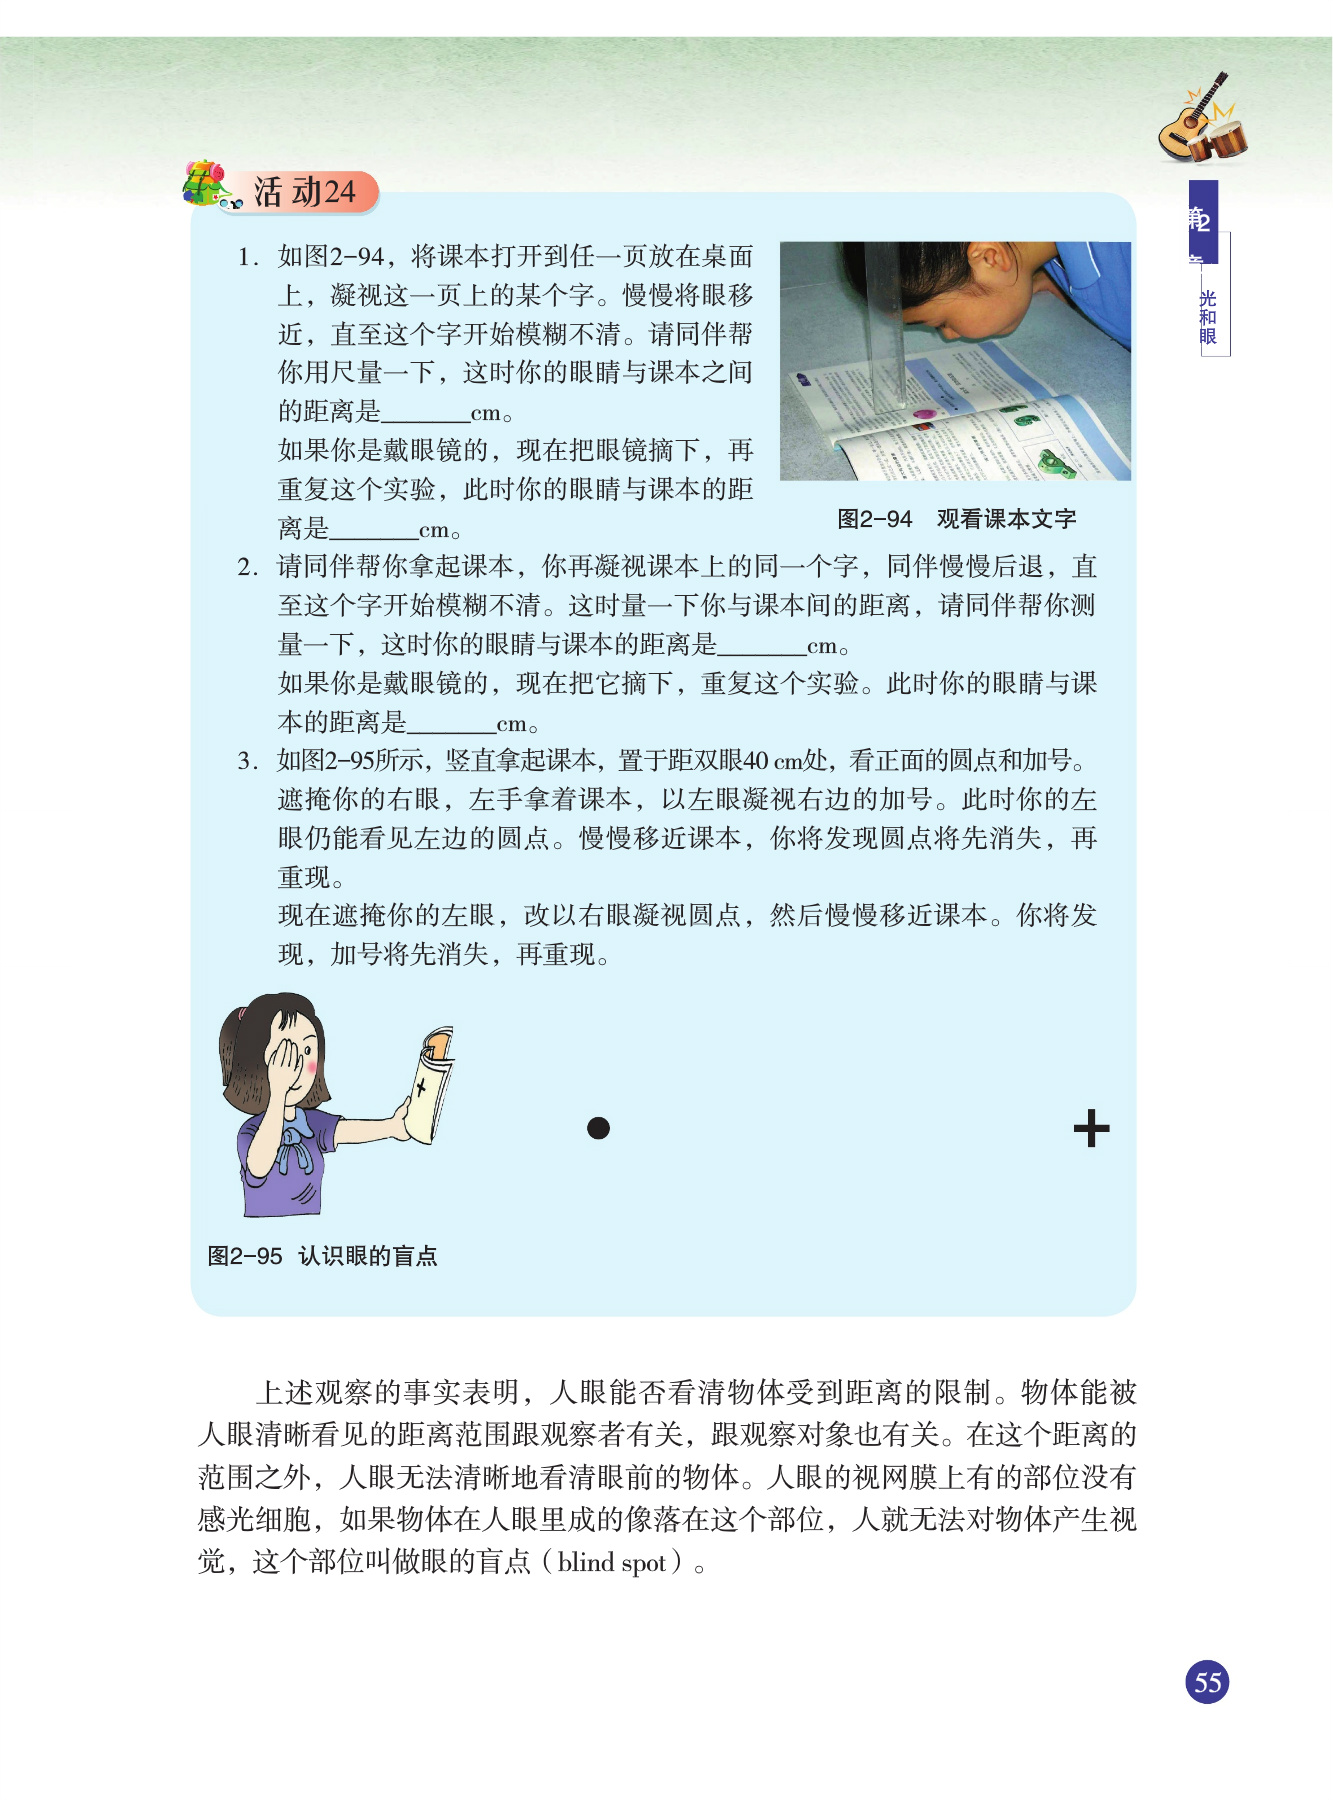 活动24
1. 如图2-94，将课本打开到任一页放在桌面
上，凝视这一页上的某个字。慢慢将眼移
近，直至这个字开始模糊不清。请同伴帮
你用尺量一下，这时你的眼睛与课本之间
的距离是_______cm。
如果你是戴眼镜的，现在把眼镜摘下，再
重复这个实验，此时你的眼睛与课本的距
离是_______cm。
图2-94 观看课本文字
2. 请同伴帮你拿起课本，你再凝视课本上的同一个字，同伴慢慢后退，直
至这个字开始模糊不清。这时量一下你与课本间的距离，请同伴帮你测
量一下，这时你的眼睛与课本的距离是_______cm。
如果你是戴眼镜的，现在把它摘下，重复这个实验。此时你的眼睛与课
本的距离是_______cm。
3. 如图2-95所示，竖直拿起课本，置于距双眼40 cm处，看正面的圆点和加号。
遮掩你的右眼，左手拿着课本，以左眼凝视右边的加号。此时你的左
眼仍能看见左边的圆点。慢慢移近课本，你将发现圆点将先消失，再
重现。
现在遮掩你的左眼，改以右眼凝视圆点，然后慢慢移近课本。你将发
现，加号将先消失，再重现。
图2-95 认识眼的盲点
上述观察的事实表明，人眼能否看清物体受到距离的限制。物体能被
人眼清晰看见的距离范围跟观察者有关，跟观察对象也有关。在这个距离的
范围之外，人眼无法清晰地看清眼前的物体。人眼的视网膜上有的部位没有
感光细胞，如果物体在人眼里成的像落在这个部位，人就无法对物体产生视
觉，这个部位叫做眼的盲点（blind spot）。
第2章
光和眼
55